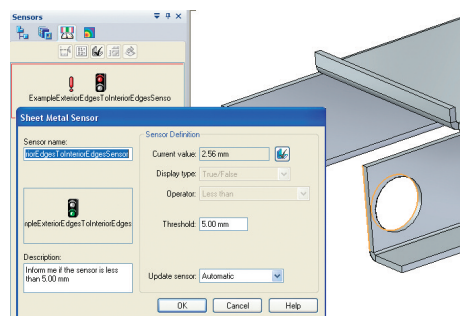 Sensors
ExampleExteriorEdgesToInteriorEdgesSenso
Sheet Metal Sensor
Sensor name:
riorEdgesToInteriorEdgesSensor
npleExteriorEdgesToInteriorEdges
Description:
Inform me if the sensor is less
than 5.00 mm
Sensor Definition
Current value: 2.56 mm
Display type: True/False
Operator: Less than
Threshold: 5.00 mm
Update sensor: Automatic
OK Cancel Help